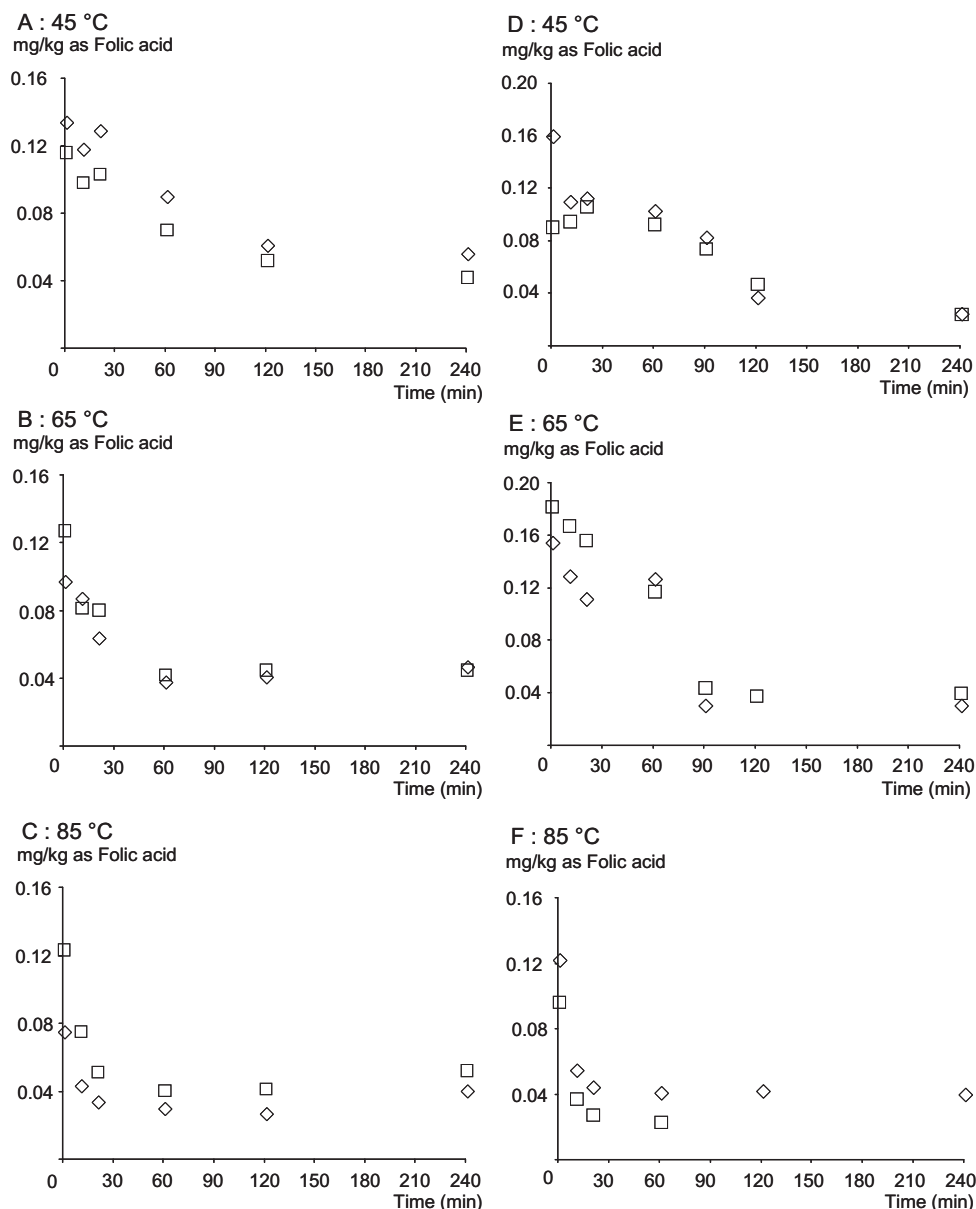 A : 45 °C
mg/kg as Folic acid
0.16
0.12
0.08
0.04
0 30 60 90 120 150 180 210 240
Time (min)
D : 45 °C
mg/kg as Folic acid
0.20
0.16
0.12
0.08
0.04
0 30 60 90 120 150 180 210 240
Time (min)
B : 65 °C
mg/kg as Folic acid
0.16
0.12
0.08
0.04
0 30 60 90 120 150 180 210 240
Time (min)
E : 65 °C
mg/kg as Folic acid
0.20
0.16
0.12
0.08
0.04
0 30 60 90 120 150 180 210 240
Time (min)
C : 85 °C
mg/kg as Folic acid
0.16
0.12
0.08
0.04
0 30 60 90 120 150 180 210 240
Time (min)
F : 85 °C
mg/kg as Folic acid
0.16
0.12
0.08
0.04
0 30 60 90 120 150 180 210 240
Time (min)